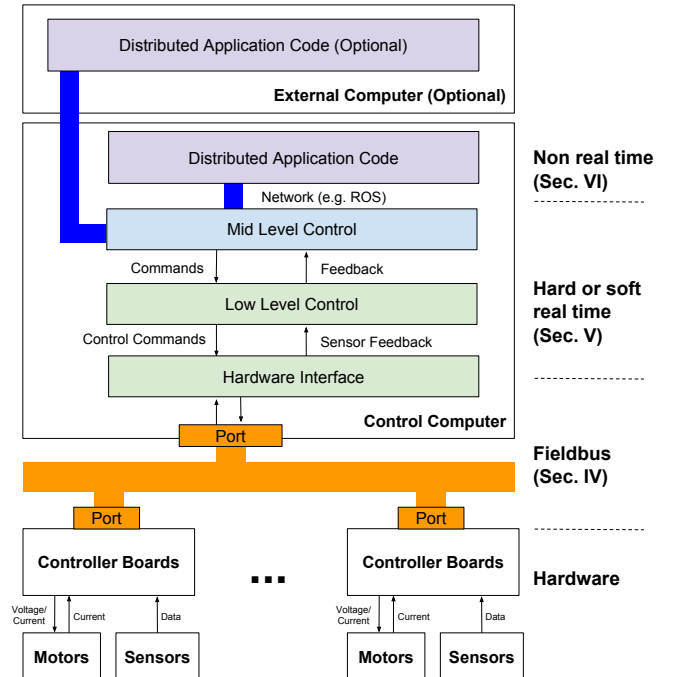 Distributed Application Code (Optional)
External Computer (Optional)
Distributed Application Code
Network (e.g. ROS)
Mid Level Control
Commands
Feedback
Low Level Control
Control Commands
Sensor Feedback
Hardware Interface
Control Computer
Port
Non real time
(Sec. VI)
Hard or soft
real time
(Sec. V)
Fieldbus
(Sec. IV)
Port
Port
Controller Boards
...
Controller Boards
Hardware
Voltage/
Current
Current
Data
Voltage/
Current
Current
Data
Motors
Sensors
Motors
Sensors